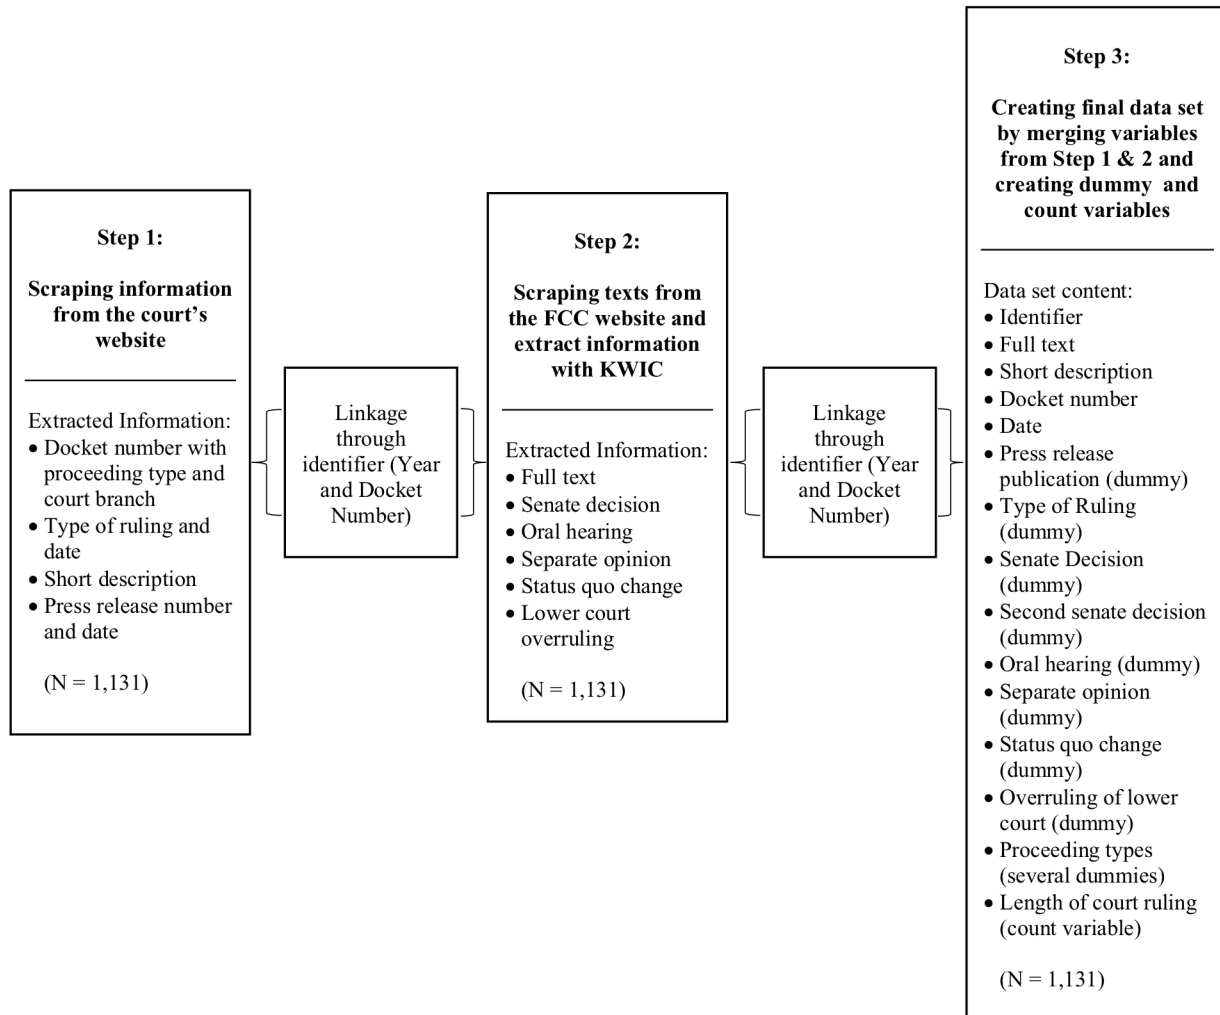 Step 1:
Scraping information
from the court's
website
Extracted Information:
• Docket number with
proceeding type and
court branch
• Type of ruling and
date
• Short description
• Press release number
and date
(N = 1,131)
Linkage
through
identifier (Year
and Docket
Number)
Step 2:
Scraping texts from
the FCC website and
extract information
with KWIC
Extracted Information:
• Full text
• Senate decision
• Oral hearing
• Separate opinion
• Status quo change
• Lower court
overruling
(N = 1,131)
Linkage
through
identifier (Year
and Docket
Number)
Step 3:
Creating final data set
by merging variables
from Step 1 & 2 and
creating dummy and
count variables
Data set content:
• Identifier
• Full text
• Short description
• Docket number
• Date
• Press release
publication (dummy)
• Type of Ruling
(dummy)
• Senate Decision
(dummy)
• Second senate decision
(dummy)
• Oral hearing (dummy)
• Separate opinion
(dummy)
• Status quo change
(dummy)
• Overruling of lower
court (dummy)
• Proceeding types
(several dummies)
• Length of court ruling
(count variable)
(N = 1,131)